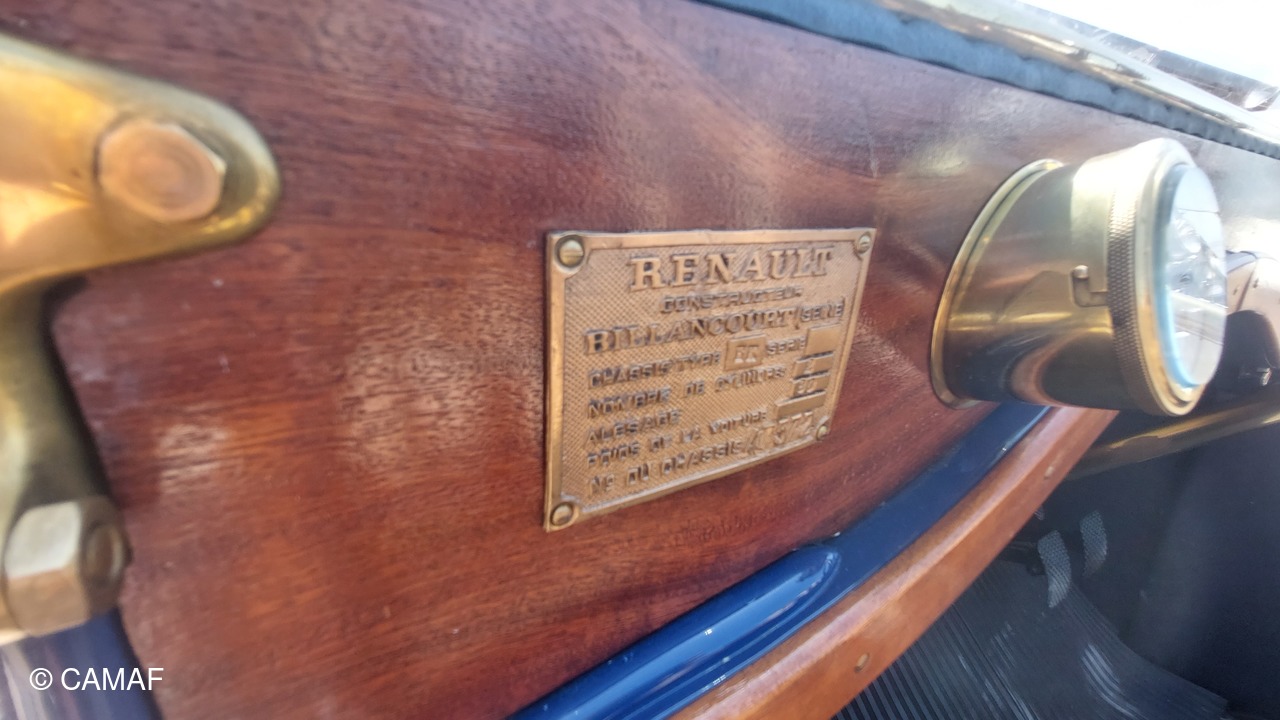 RENAULT
CONSTRUCTEUR
BILLANCOURT (SEINE)
CHASSIS TYPE SERIE
NOMBRE DE CYLINDRES 4
ALESAGE 80
POIDS DE LA VOITURE
No DU CHASSIS
© CAMAF